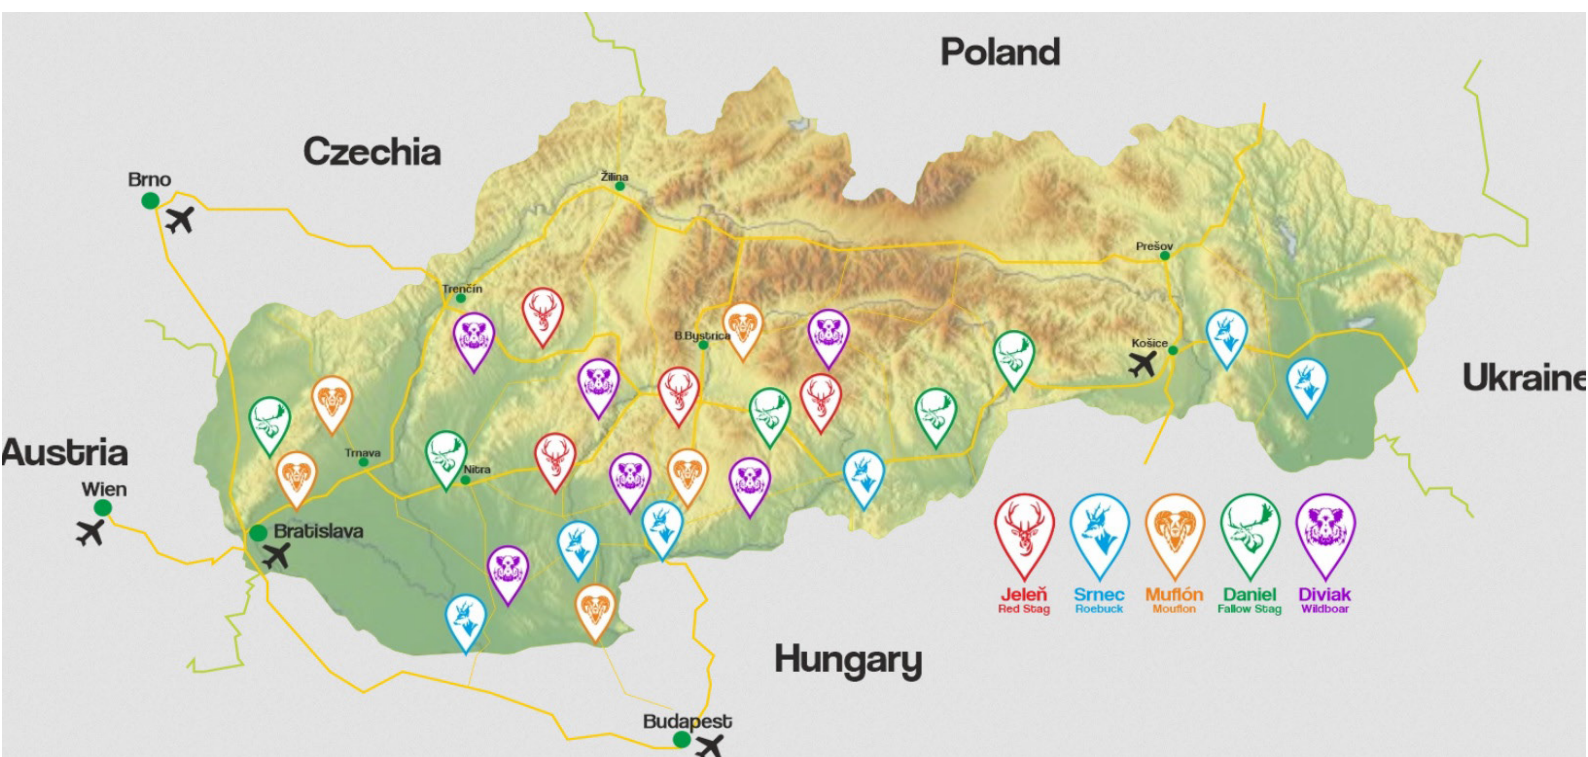 Poland
Czechia
Brno
Žilina
Prešov
Trenčín
B.Bystrica
Košice
Ukraine
Austria
Trnava
Nitra
Wien
Bratislava
Jeleň
Red Stag
Srnec
Roebuck
Muflón
Mouflon
Daniel
Fallow Stag
Diviak
Wildboar
Hungary
Budapest